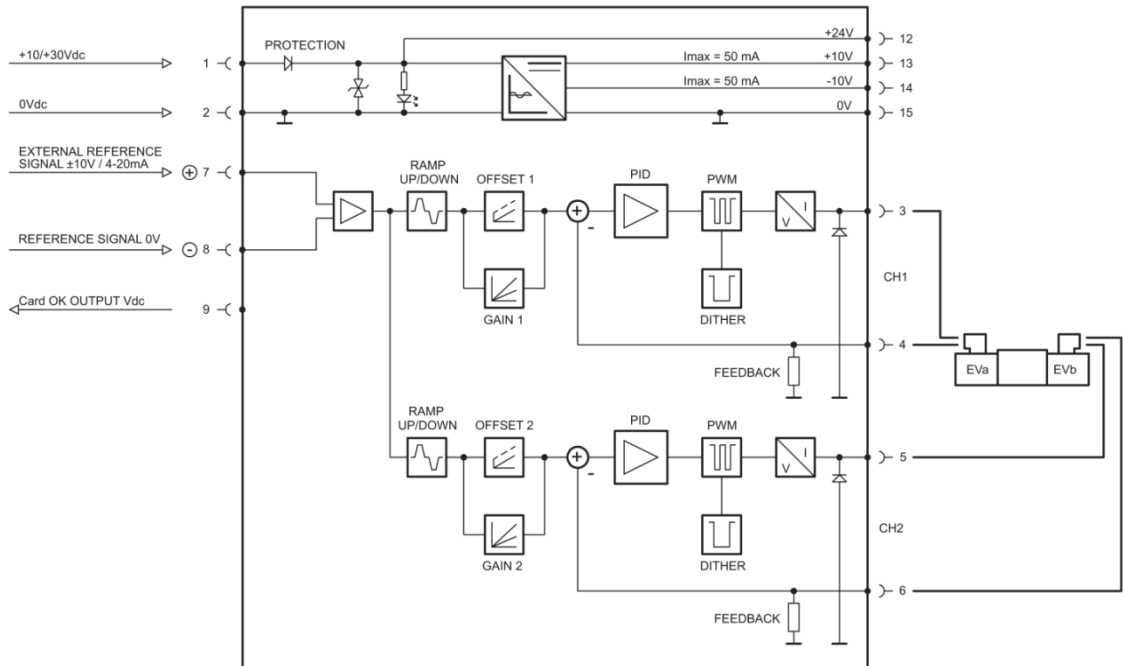 +10/+30Vdc
1
PROTECTION
+24V
12
Imax = 50 mA
+10V
13
Imax = 50 mA
-10V
14
0Vdc
2
0V
15
EXTERNAL REFERENCE
SIGNAL ±10V / 4-20mA
+ 7
REFERENCE SIGNAL 0V
- 8
Card OK OUTPUT Vdc
9
RAMP
UP/DOWN
OFFSET 1
GAIN 1
+
-
PID
PWM
DITHER
I
V
3
CH1
4
FEEDBACK
EVa
EVb
RAMP
UP/DOWN
OFFSET 2
GAIN 2
+
-
PID
PWM
DITHER
I
V
5
CH2
6
FEEDBACK